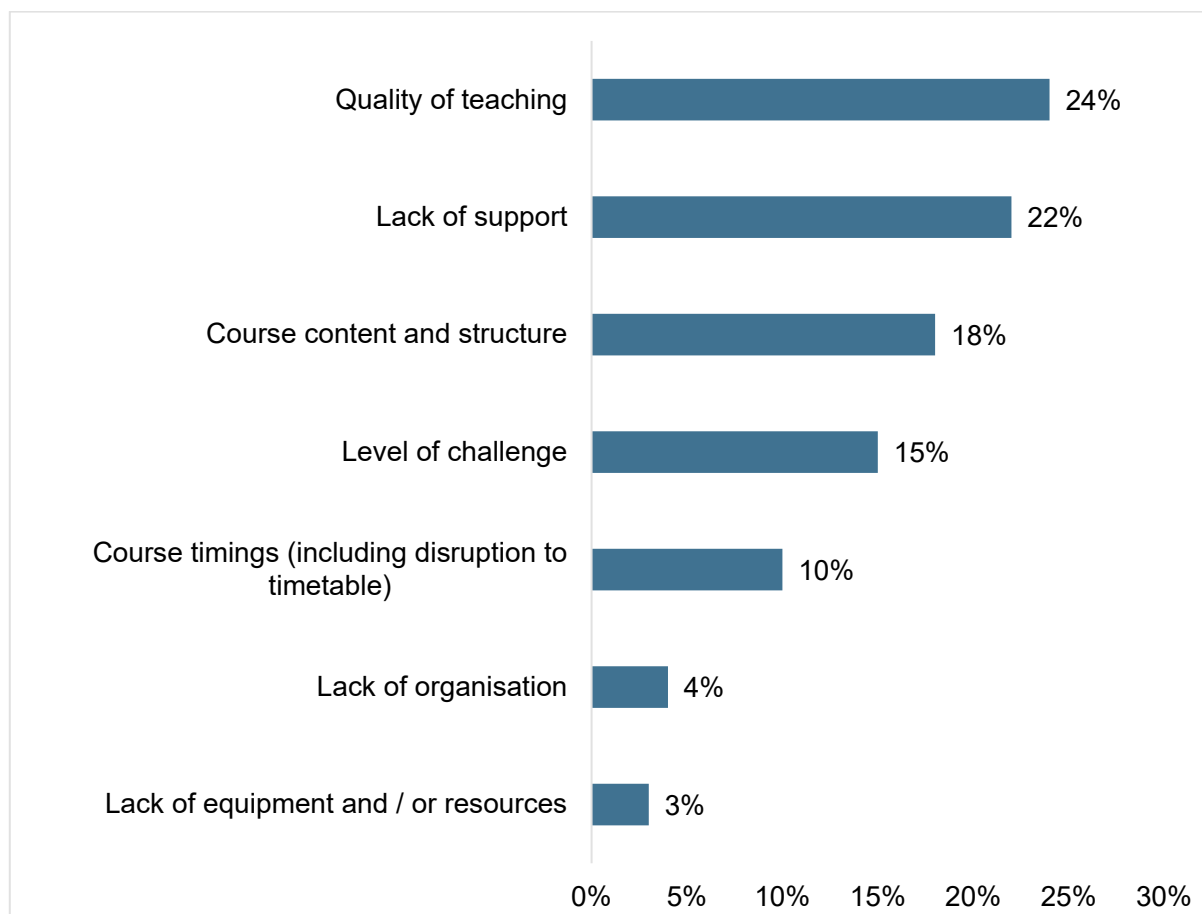 Quality of teaching 24%
Lack of support 22%
Course content and structure 18%
Level of challenge 15%
Course timings (including disruption to
timetable) 10%
Lack of organisation 4%
Lack of equipment and / or resources 3%
0% 5% 10% 15% 20% 25% 30%